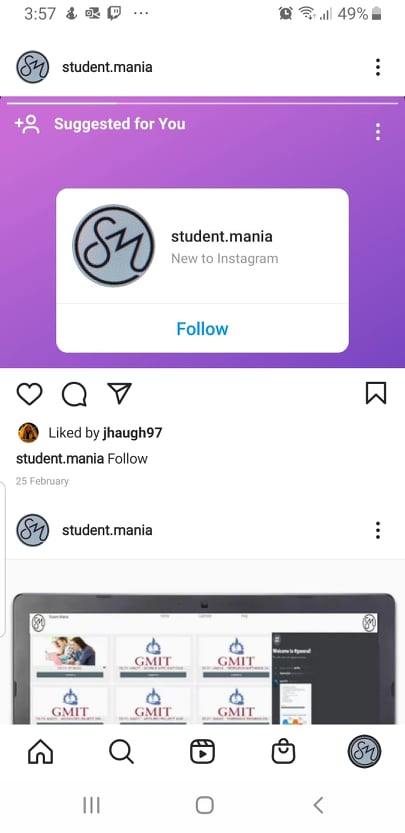 3:57
49%
student.mania
Suggested for You
student.mania
New to Instagram
Follow
Liked by jhaugh97
student.mania Follow
25 February
student.mania
Welcome to #general!
GMIT GMIT
GMIT GMIT GMIT